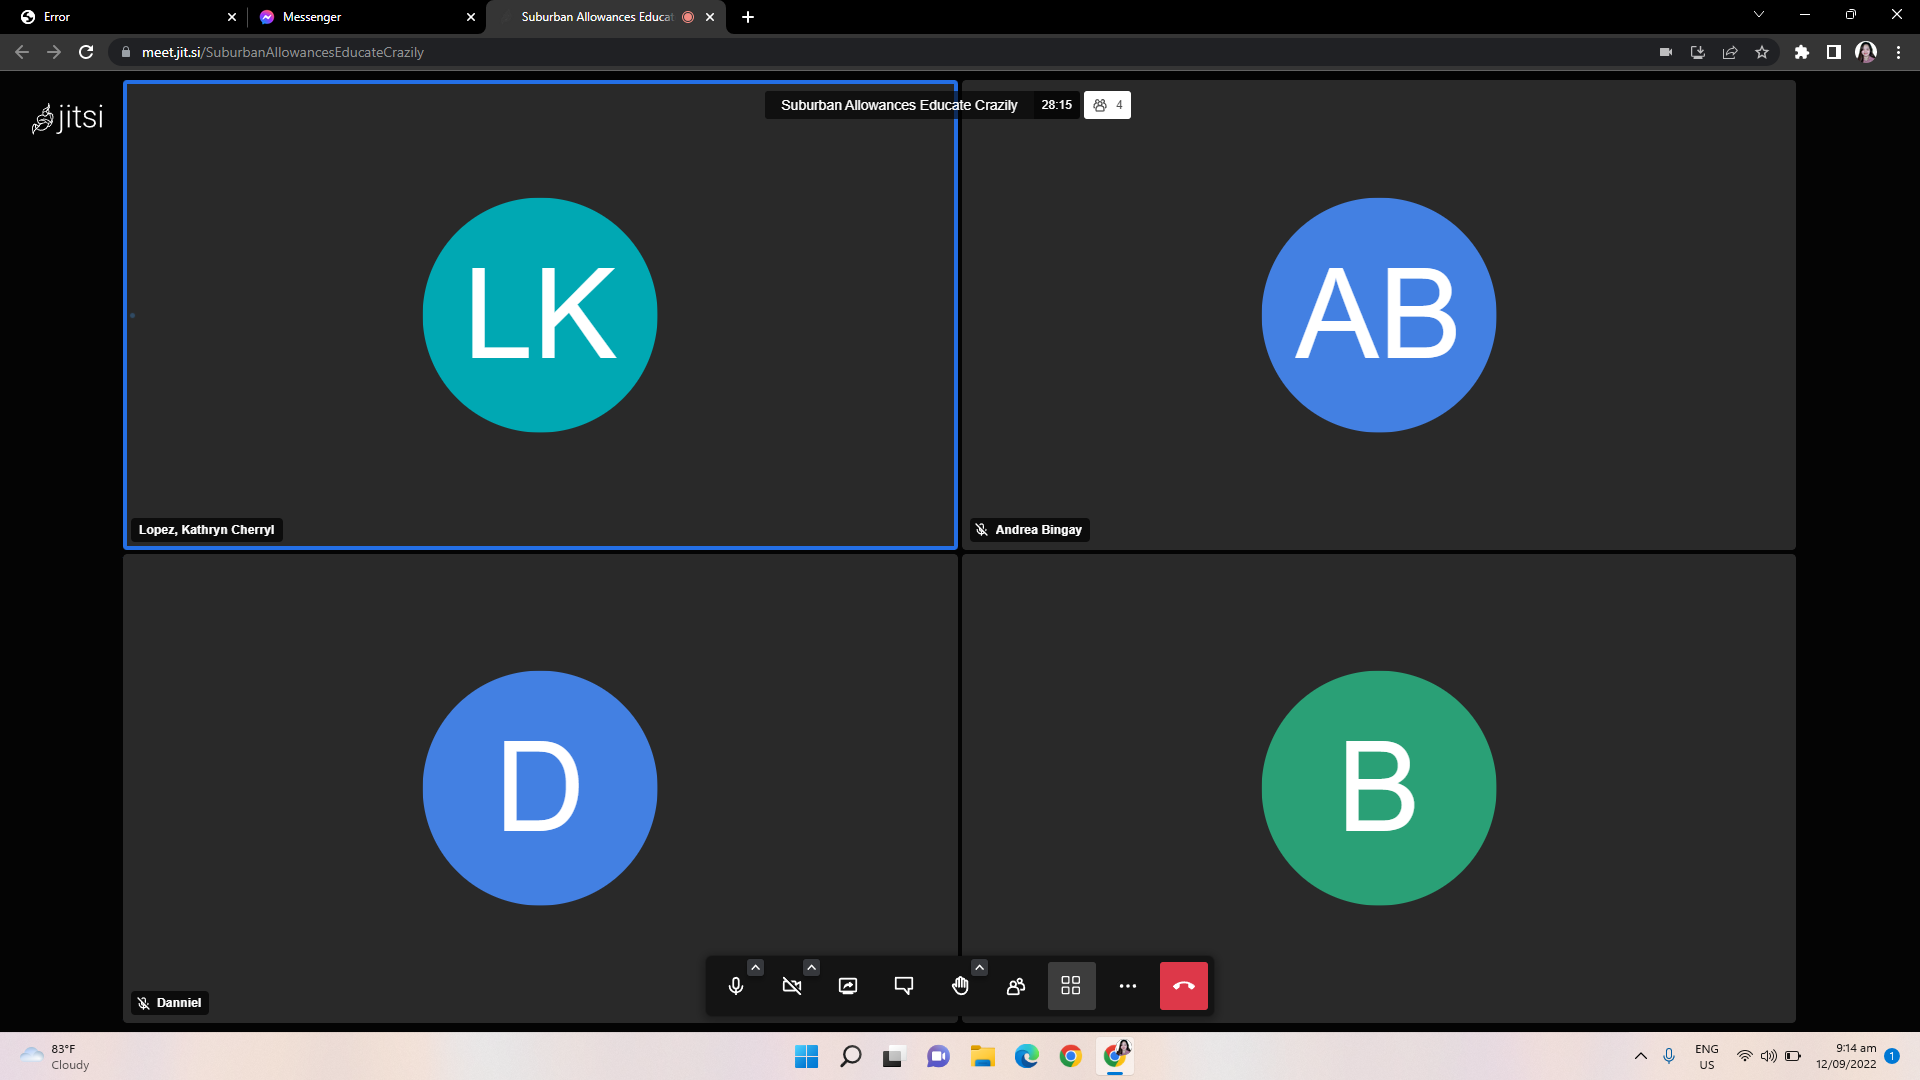 Error
Messenger
Suburban Allowances Educat
meet.jit.si/SuburbanAllowancesEducateCrazily
jitsi
Suburban Allowances Educate Crazily 28:15 4
LK
AB
Lopez, Kathryn Cherryl
Andrea Bingay
D
B
Danniel
83°F
Cloudy
ENG
US
9:14 am
12/09/2022
1